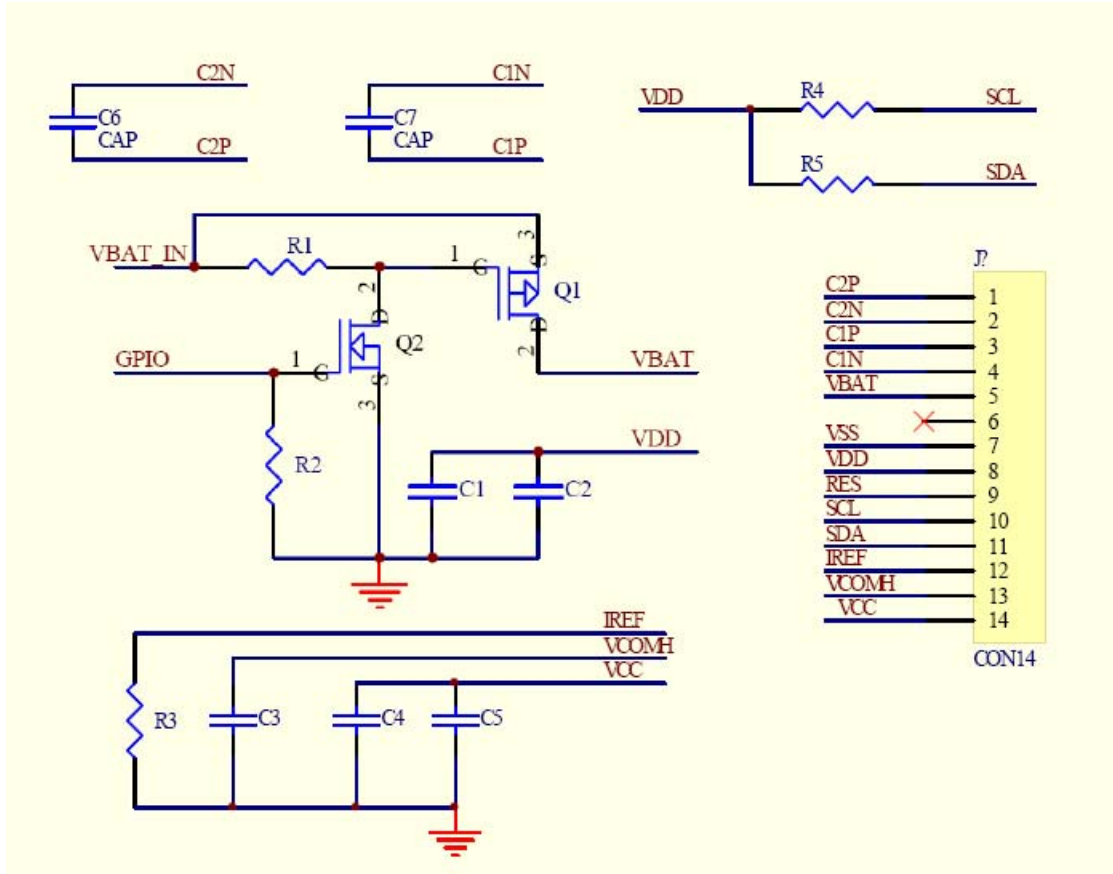 C2N
C6
CAP
C2P
C1N
C7
CAP
C1P
VDD
R4
SCL
R5
SDA
VBAT_IN
R1
1
G
3
S
Q1
D
2
VBAT
2
D
Q2
GPIO
1
G
S
3
R2
VDD
C1
C2
J?
C2P
1
C2N
2
C1P
3
C1N
4
VBAT
5
6
VSS
7
VDD
8
RES
9
SCL
10
SDA
11
IREF
12
VCOMH
13
VCC
14
CON14
IREF
VCOMH
VCC
R3
C3
C4
C5